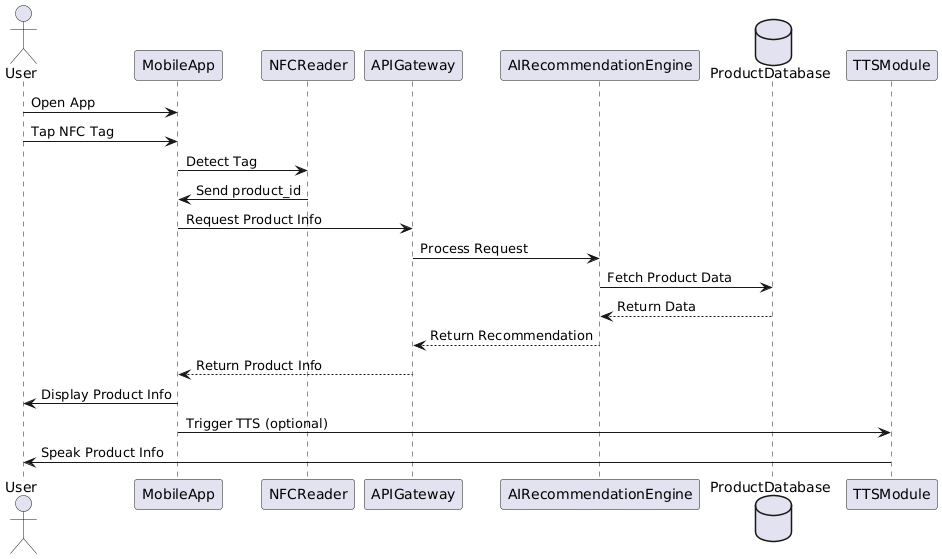 User
MobileApp
NFCReader
APIGateway
AIRecommendationEngine
ProductDatabase
TTSModule
Open App
Tap NFC Tag
Detect Tag
Send product_id
Request Product Info
Process Request
Fetch Product Data
Return Data
Return Recommendation
Return Product Info
Display Product Info
Trigger TTS (optional)
Speak Product Info
User
MobileApp
NFCReader
APIGateway
AIRecommendationEngine
ProductDatabase
TTSModule